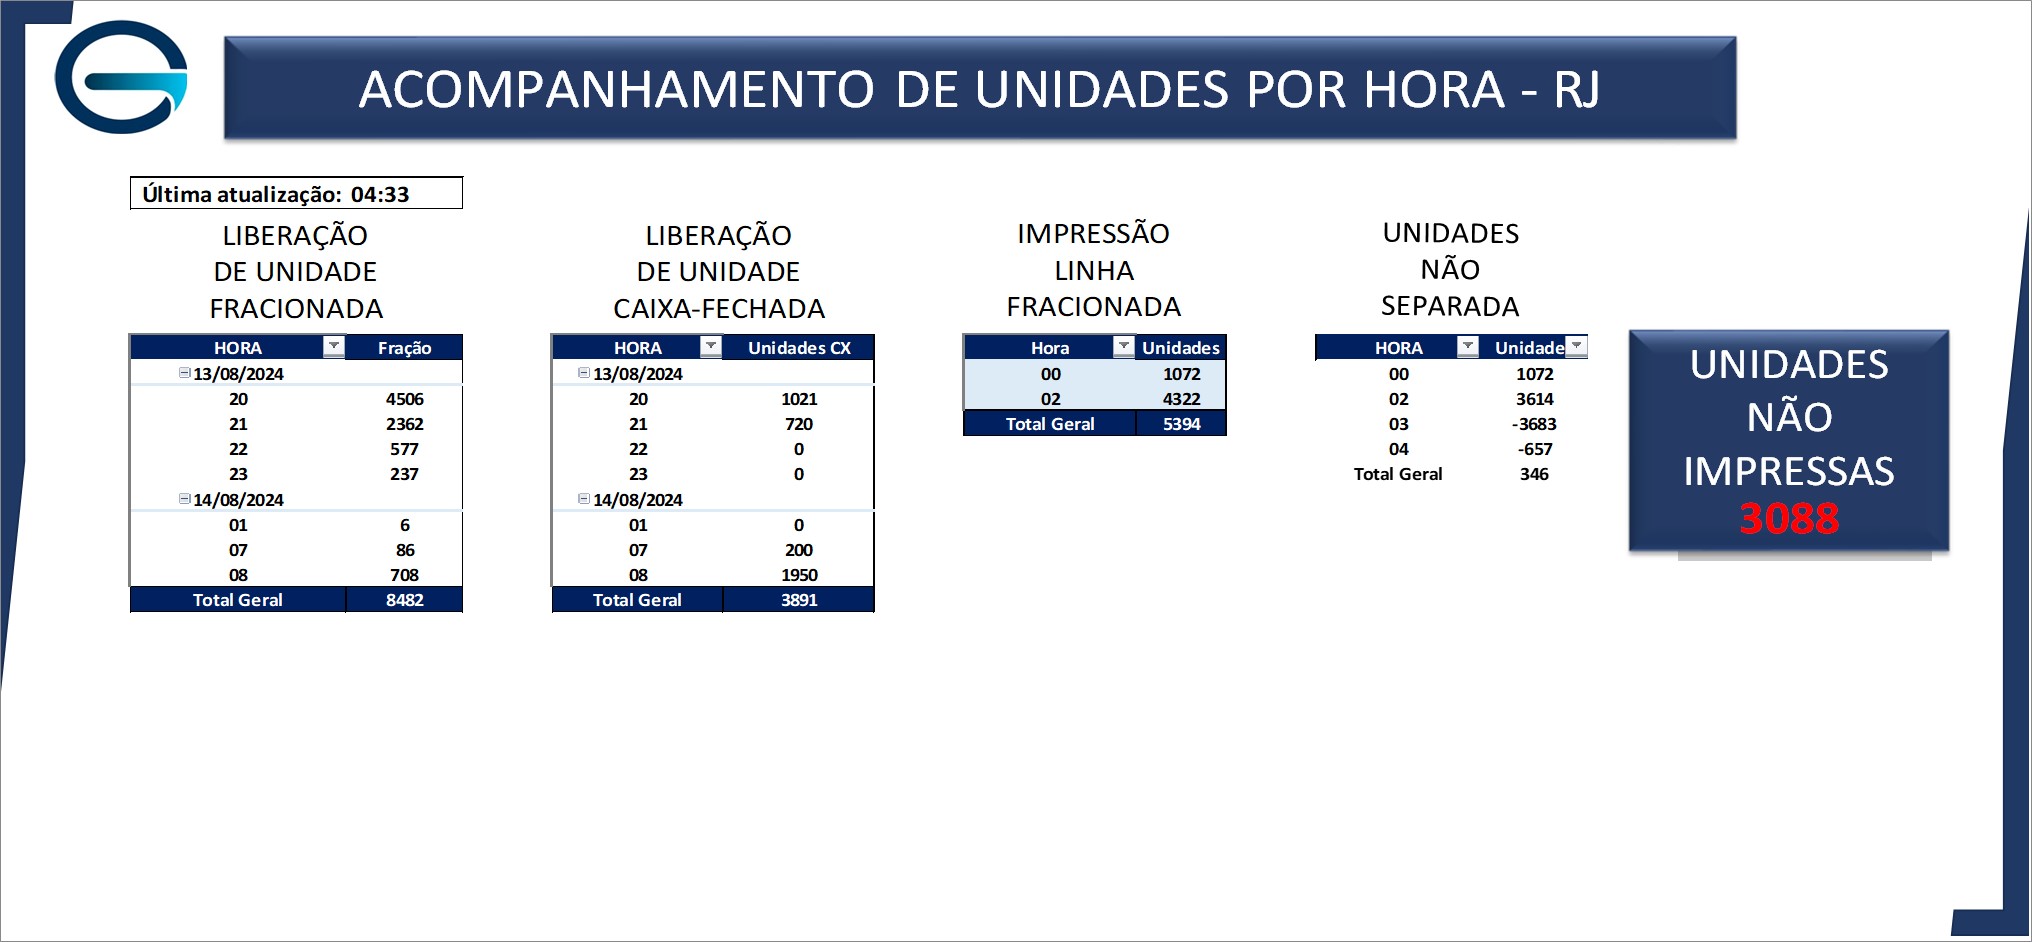 ACOMPANHAMENTO DE UNIDADES POR HORA - RJ
Última atualização: 04:33
LIBERAÇÃO
DE UNIDADE
FRACIONADA
HORA Fração
13/08/2024
20 4506
21 2362
22 577
23 237
14/08/2024
01 6
07 86
08 708
Total Geral 8482
LIBERAÇÃO
DE UNIDADE
CAIXA-FECHADA
HORA Unidades CX
13/08/2024
20 1021
21 720
22 0
23 0
14/08/2024
01 0
07 200
08 1950
Total Geral 3891
IMPRESSÃO
LINHA
FRACIONADA
Hora Unidades
00 1072
02 4322
Total Geral 5394
UNIDADES
NÃO
SEPARADA
HORA Unidade
00 1072
02 3614
03 -3683
04 -657
Total Geral 346
UNIDADES
NÃO
IMPRESSAS
3088